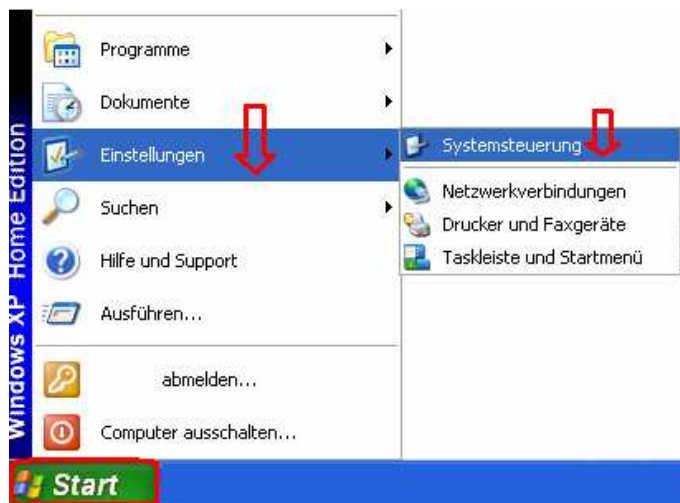 Programme
Dokumente
Einstellungen
Suchen
Hilfe und Support
Ausführen...
abmelden...
Computer ausschalten...
Systemsteuerung
Netzwerkverbindungen
Drucker und Faxgeräte
Taskleiste und Startmenü
Windows XP Home Edition
Start